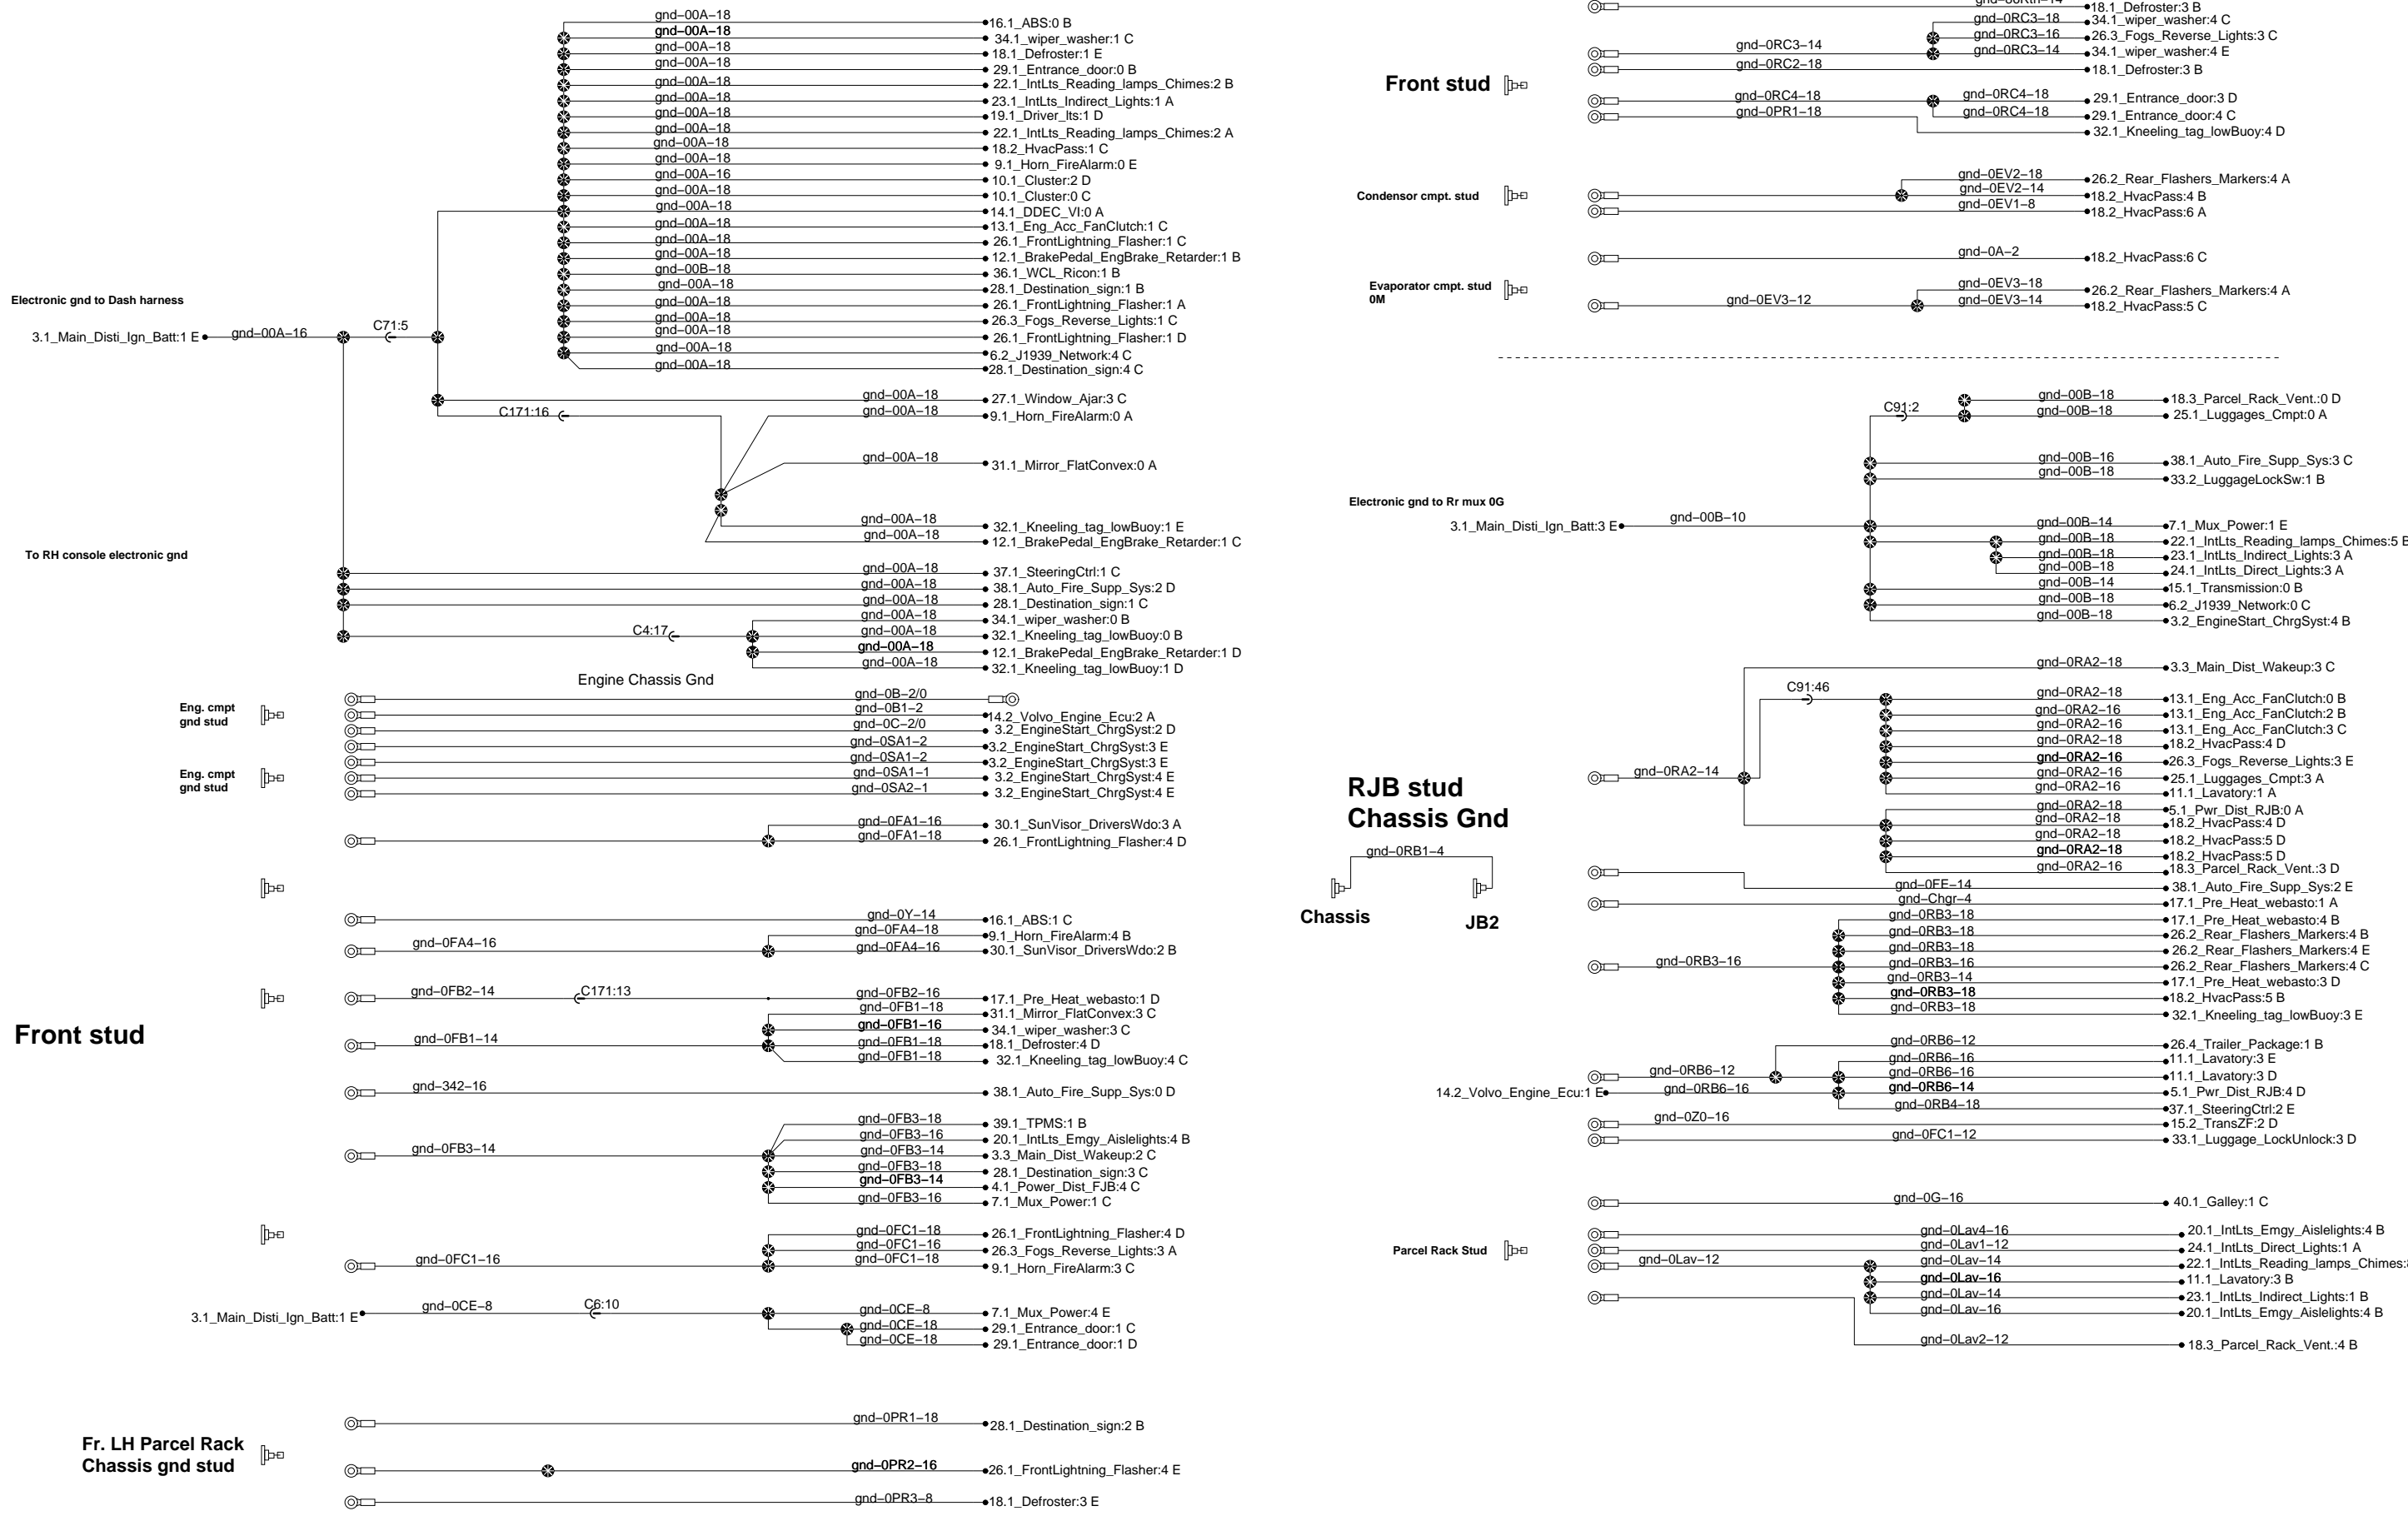 gnd-00A-18
16.1_ABS:0 B
gnd-00A-18
34.1_wiper_washer:1 C
gnd-00A-18
18.1_Defroster:1 E
gnd-00A-18
29.1_Entrance_door:0 B
gnd-00A-18
22.1_IntLts_Reading_lamps_Chimes:2 B
gnd-00A-18
23.1_IntLts_Indirect_Lights:1 A
gnd-00A-18
19.1_Driver_lts:1 D
gnd-00A-18
22.1_IntLts_Reading_lamps_Chimes:2 A
gnd-00A-18
18.2_HvacPass:1 C
gnd-00A-18
9.1_Horn_FireAlarm:0 E
gnd-00A-16
10.1_Cluster:2 D
gnd-00A-18
10.1_Cluster:0 C
gnd-00A-18
14.1_DDEC_VI:0 A
gnd-00A-18
13.1_Eng_Acc_FanClutch:1 C
gnd-00A-18
26.1_FrontLightning_Flasher:1 C
gnd-00A-18
12.1_BrakePedal_EngBrake_Retarder:1 B
gnd-00B-18
36.1_WCL_Ricon:1 B
gnd-00A-18
28.1_Destination_sign:1 B
gnd-00A-18
26.1_FrontLightning_Flasher:1 A
gnd-00A-18
26.3_Fogs_Reverse_Lights:1 C
gnd-00A-18
26.1_FrontLightning_Flasher:1 D
gnd-00A-18
6.2_J1939_Network:4 C
gnd-00A-18
28.1_Destination_sign:4 C
Electronic gnd to Dash harness
3.1_Main_Disti_Ign_Batt:1 E
gnd-00A-16
C71:5
gnd-00A-18
27.1_Window_Ajar:3 C
C171:16
gnd-00A-18
9.1_Horn_FireAlarm:0 A
gnd-00A-18
31.1_Mirror_FlatConvex:0 A
gnd-00A-18
32.1_Kneeling_tag_lowBuoy:1 E
gnd-00A-18
12.1_BrakePedal_EngBrake_Retarder:1 C
To RH console electronic gnd
gnd-00A-18
37.1_SteeringCtrl:1 C
gnd-00A-18
38.1_Auto_Fire_Supp_Sys:2 D
gnd-00A-18
28.1_Destination_sign:1 C
gnd-00A-18
34.1_wiper_washer:0 B
C4:17
gnd-00A-18
32.1_Kneeling_tag_lowBuoy:0 B
gnd-00A-18
12.1_BrakePedal_EngBrake_Retarder:1 D
gnd-00A-18
32.1_Kneeling_tag_lowBuoy:1 D
Engine Chassis Gnd
Eng. cmpt
gnd stud
gnd-0B-2/0
gnd-0B1-2
14.2_Volvo_Engine_Ecu:2 A
gnd-0C-2/0
3.2_EngineStart_ChrgSyst:2 D
gnd-0SA1-2
3.2_EngineStart_ChrgSyst:3 E
gnd-0SA1-2
3.2_EngineStart_ChrgSyst:3 E
Eng. cmpt
gnd stud
gnd-0SA1-1
3.2_EngineStart_ChrgSyst:4 E
gnd-0SA2-1
3.2_EngineStart_ChrgSyst:4 E
gnd-0FA1-16
30.1_SunVisor_DriversWdo:3 A
gnd-0FA1-18
26.1_FrontLightning_Flasher:4 D
gnd-0Y-14
16.1_ABS:1 C
gnd-0FA4-18
9.1_Horn_FireAlarm:4 B
gnd-0FA4-16
gnd-0FA4-16
30.1_SunVisor_DriversWdo:2 B
Front stud
gnd-0FB2-14
C171:13
gnd-0FB2-16
17.1_Pre_Heat_webasto:1 D
gnd-0FB1-18
31.1_Mirror_FlatConvex:3 C
gnd-0FB1-16
34.1_wiper_washer:3 C
gnd-0FB1-14
gnd-0FB1-18
18.1_Defroster:4 D
gnd-0FB1-18
32.1_Kneeling_tag_lowBuoy:4 C
gnd-342-16
38.1_Auto_Fire_Supp_Sys:0 D
gnd-0FB3-18
39.1_TPMS:1 B
gnd-0FB3-16
20.1_IntLts_Emgy_Aislelights:4 B
gnd-0FB3-14
gnd-0FB3-14
3.3_Main_Dist_Wakeup:2 C
gnd-0FB3-18
28.1_Destination_sign:3 C
gnd-0FB3-14
4.1_Power_Dist_FJB:4 C
gnd-0FB3-16
7.1_Mux_Power:1 C
gnd-0FC1-18
26.1_FrontLightning_Flasher:4 D
gnd-0FC1-16
26.3_Fogs_Reverse_Lights:3 A
gnd-0FC1-16
gnd-0FC1-18
9.1_Horn_FireAlarm:3 C
3.1_Main_Disti_Ign_Batt:1 E
gnd-0CE-8
C6:10
gnd-0CE-8
7.1_Mux_Power:4 E
gnd-0CE-18
29.1_Entrance_door:1 C
gnd-0CE-18
29.1_Entrance_door:1 D
Fr. LH Parcel Rack
Chassis gnd stud
gnd-0PR1-18
28.1_Destination_sign:2 B
gnd-0PR2-16
26.1_FrontLightning_Flasher:4 E
gnd-0PR3-8
18.1_Defroster:3 E
18.1_Defroster:3 B
gnd-0RC3-18
34.1_wiper_washer:4 C
gnd-0RC3-16
26.3_Fogs_Reverse_Lights:3 C
gnd-0RC3-14
gnd-0RC3-14
34.1_wiper_washer:4 E
gnd-0RC2-18
18.1_Defroster:3 B
Front stud
gnd-0RC4-18
gnd-0RC4-18
29.1_Entrance_door:3 D
gnd-0RC4-18
29.1_Entrance_door:4 C
gnd-0PR1-18
32.1_Kneeling_tag_lowBuoy:4 D
Condensor cmpt. stud
gnd-0EV2-18
26.2_Rear_Flashers_Markers:4 A
gnd-0EV2-14
18.2_HvacPass:4 B
gnd-0EV1-8
18.2_HvacPass:6 A
gnd-0A-2
18.2_HvacPass:6 C
Evaporator cmpt. stud
0M
gnd-0EV3-18
26.2_Rear_Flashers_Markers:4 A
gnd-0EV3-12
gnd-0EV3-14
18.2_HvacPass:5 C
C91:2
gnd-00B-18
18.3_Parcel_Rack_Vent.:0 D
gnd-00B-18
25.1_Luggages_Cmpt:0 A
gnd-00B-16
38.1_Auto_Fire_Supp_Sys:3 C
gnd-00B-18
33.2_LuggageLockSw:1 B
Electronic gnd to Rr mux 0G
3.1_Main_Disti_Ign_Batt:3 E
gnd-00B-10
gnd-00B-14
7.1_Mux_Power:1 E
gnd-00B-18
22.1_IntLts_Reading_lamps_Chimes:5 B
gnd-00B-18
23.1_IntLts_Indirect_Lights:3 A
gnd-00B-18
24.1_IntLts_Direct_Lights:3 A
gnd-00B-14
15.1_Transmission:0 B
gnd-00B-18
6.2_J1939_Network:0 C
gnd-00B-18
3.2_EngineStart_ChrgSyst:4 B
gnd-0RA2-18
3.3_Main_Dist_Wakeup:3 C
C91:46
gnd-0RA2-18
13.1_Eng_Acc_FanClutch:0 B
gnd-0RA2-16
13.1_Eng_Acc_FanClutch:2 B
gnd-0RA2-16
13.1_Eng_Acc_FanClutch:3 C
gnd-0RA2-18
18.2_HvacPass:4 D
gnd-0RA2-16
26.3_Fogs_Reverse_Lights:3 E
gnd-0RA2-14
gnd-0RA2-16
25.1_Luggages_Cmpt:3 A
gnd-0RA2-16
11.1_Lavatory:1 A
RJB stud
Chassis Gnd
gnd-0RA2-18
5.1_Pwr_Dist_RJB:0 A
gnd-0RA2-18
18.2_HvacPass:4 D
gnd-0RA2-18
18.2_HvacPass:5 D
gnd-0RA2-18
18.2_HvacPass:5 D
gnd-0RA2-16
18.3_Parcel_Rack_Vent.:3 D
gnd-0RB1-4
Chassis
JB2
gnd-0FE-14
38.1_Auto_Fire_Supp_Sys:2 E
gnd-Chgr-4
17.1_Pre_Heat_webasto:1 A
gnd-0RB3-18
17.1_Pre_Heat_webasto:4 B
gnd-0RB3-18
26.2_Rear_Flashers_Markers:4 B
gnd-0RB3-18
26.2_Rear_Flashers_Markers:4 E
gnd-0RB3-16
gnd-0RB3-16
26.2_Rear_Flashers_Markers:4 C
gnd-0RB3-14
17.1_Pre_Heat_webasto:3 D
gnd-0RB3-18
18.2_HvacPass:5 B
gnd-0RB3-18
32.1_Kneeling_tag_lowBuoy:3 E
gnd-0RB6-12
26.4_Trailer_Package:1 B
gnd-0RB6-16
11.1_Lavatory:3 E
gnd-0RB6-12
gnd-0RB6-16
11.1_Lavatory:3 D
14.2_Volvo_Engine_Ecu:1 E
gnd-0RB6-16
gnd-0RB6-14
5.1_Pwr_Dist_RJB:4 D
gnd-0RB4-18
37.1_SteeringCtrl:2 E
gnd-0Z0-16
15.2_TransZF:2 D
gnd-0FC1-12
33.1_Luggage_LockUnlock:3 D
gnd-0G-16
40.1_Galley:1 C
Parcel Rack Stud
gnd-0Lav4-16
20.1_IntLts_Emgy_Aislelights:4 B
gnd-0Lav1-12
24.1_IntLts_Direct_Lights:1 A
gnd-0Lav-12
gnd-0Lav-14
22.1_IntLts_Reading_lamps_Chimes:
gnd-0Lav-16
11.1_Lavatory:3 B
gnd-0Lav-14
23.1_IntLts_Indirect_Lights:1 B
gnd-0Lav-16
20.1_IntLts_Emgy_Aislelights:4 B
gnd-0Lav2-12
18.3_Parcel_Rack_Vent.:4 B